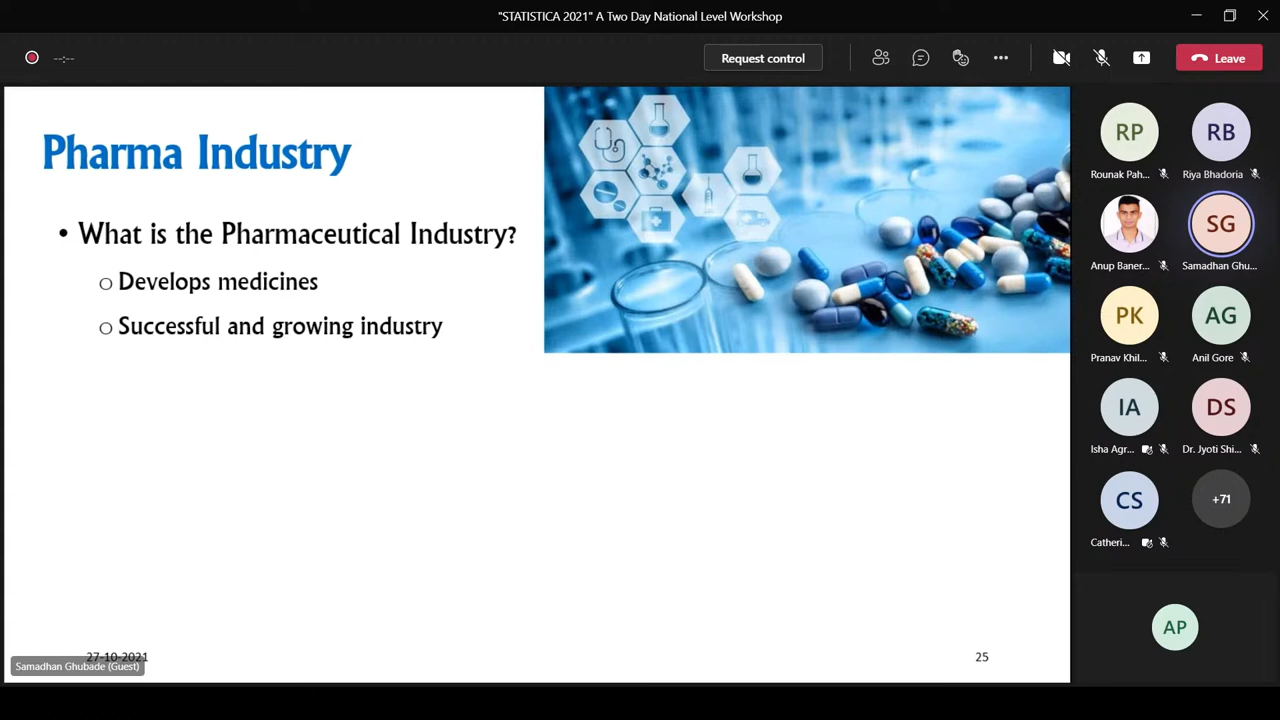 "STATISTICA 2021" A Two Day National Level Workshop
--:--
Request control
Leave
Pharma Industry
• What is the Pharmaceutical Industry?
o Develops medicines
o Successful and growing industry
27-10-2021
25
Samadhan Ghubade (Guest)
RP
RB
Rounak Pah...
Riya Bhadoria
SG
Anup Baner...
Samadhan Ghu...
PK
AG
Pranav Khil...
Anil Gore
IA
DS
Isha Agr...
Dr. Jyoti Shi...
CS
+71
Catheri...
AP